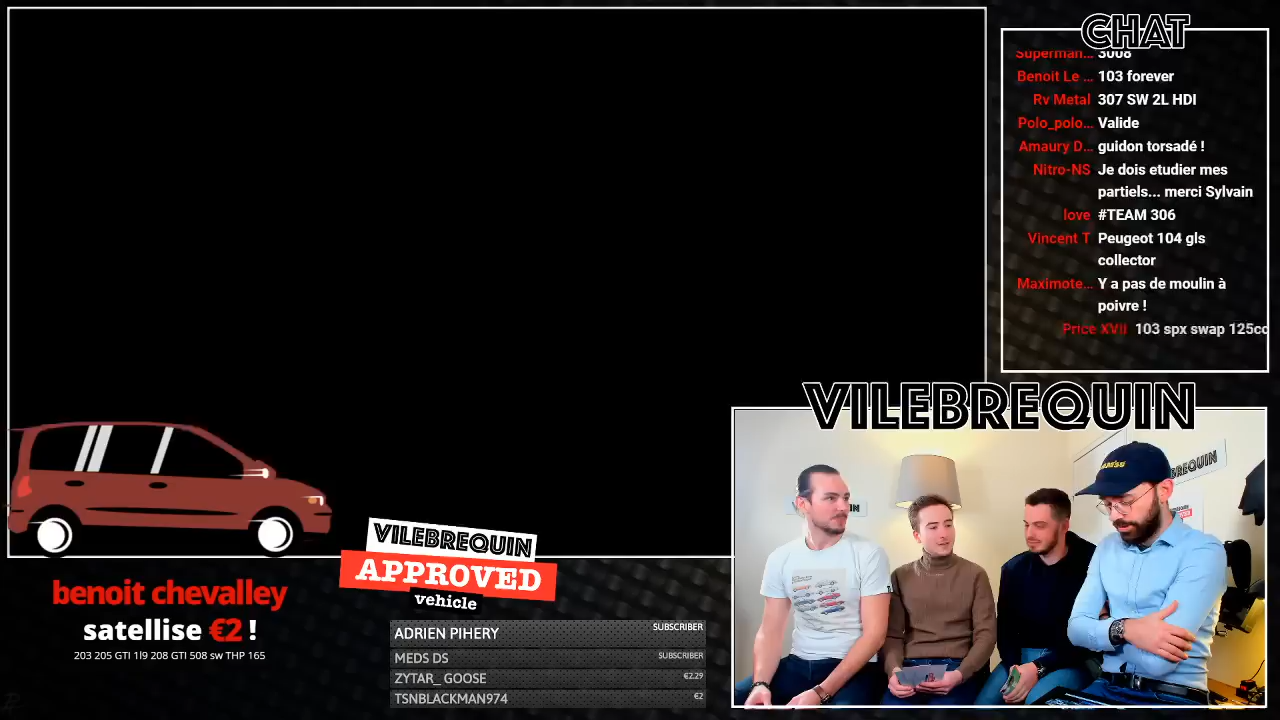 CHAT
Superman... 3008
Benoit Le ... 103 forever
Rv Metal 307 SW 2L HDI
Polo_polo... Valide
Amaury D... guidon torsadé !
Nitro-NS Je dois etudier mes
partiels... merci Sylvain
love #TEAM 306
Vincent T Peugeot 104 gls
collector
Maximote... Y a pas de moulin à
poivre !
Price XVII 103 spx swap 125cc
VILEBREQUIN
VILEBREQUIN
APPROVED
vehicle
benoit chevalley
satellise €2 !
203 205 GTI 1l9 208 GTI 508 sw THP 165
ADRIEN PIHERY SUBSCRIBER
MEDS DS SUBSCRIBER
ZYTAR_ GOOSE €2.29
TSNBLACKMAN974 €2